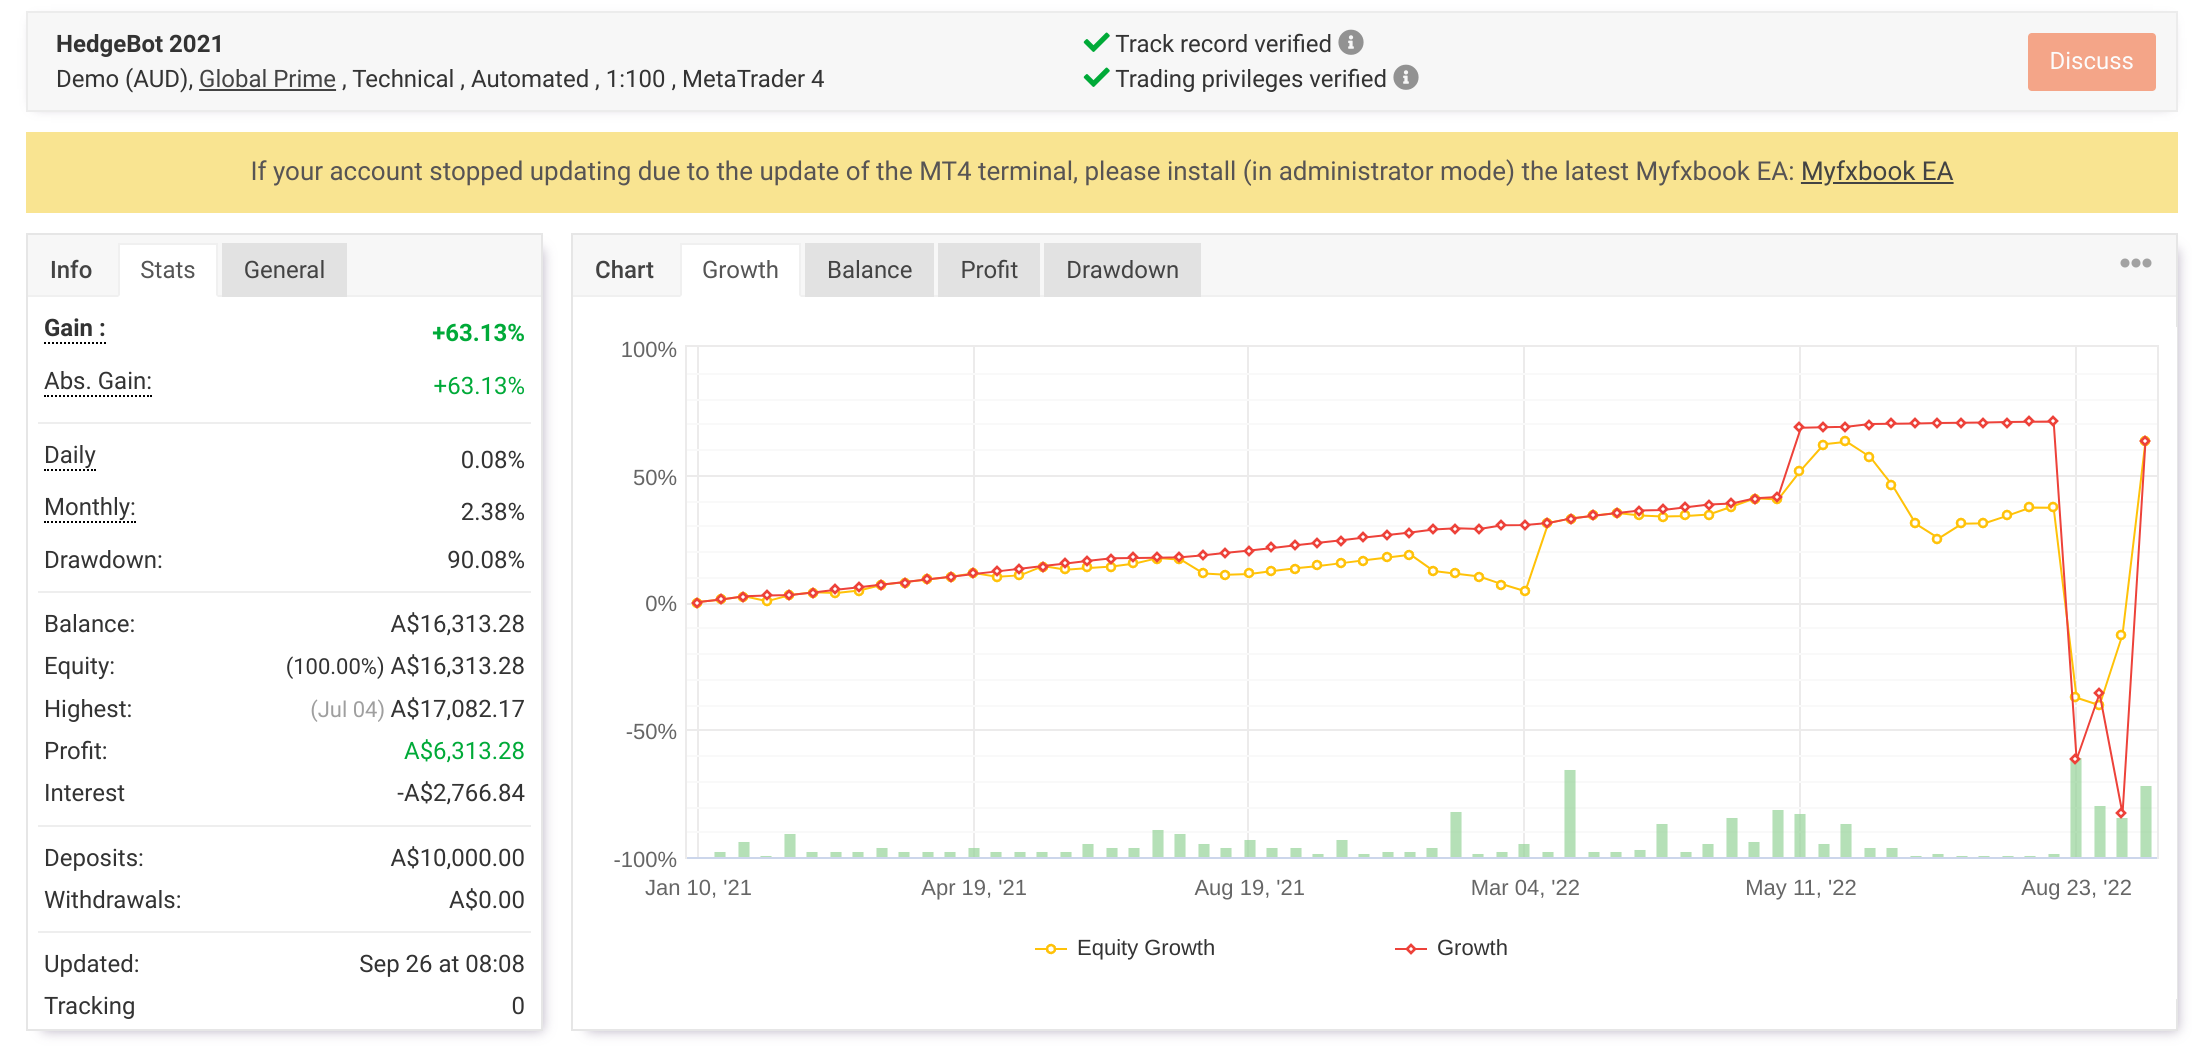 HedgeBot 2021
Demo (AUD), Global Prime , Technical , Automated , 1:100 , MetaTrader 4
Track record verified
Trading privileges verified
Discuss
If your account stopped updating due to the update of the MT4 terminal, please install (in administrator mode) the latest Myfxbook EA: Myfxbook EA
Info Stats General
Gain : +63.13%
Abs. Gain: +63.13%
Daily 0.08%
Monthly: 2.38%
Drawdown: 90.08%
Balance: A$16,313.28
Equity: (100.00%) A$16,313.28
Highest: (Jul 04) A$17,082.17
Profit: A$6,313.28
Interest -A$2,766.84
Deposits: A$10,000.00
Withdrawals: A$0.00
Updated: Sep 26 at 08:08
Tracking 0
Chart Growth Balance Profit Drawdown
100%
50%
0%
-50%
-100%
Jan 10, '21 Apr 19, '21 Aug 19, '21 Mar 04, '22 May 11, '22 Aug 23, '22
Equity Growth Growth